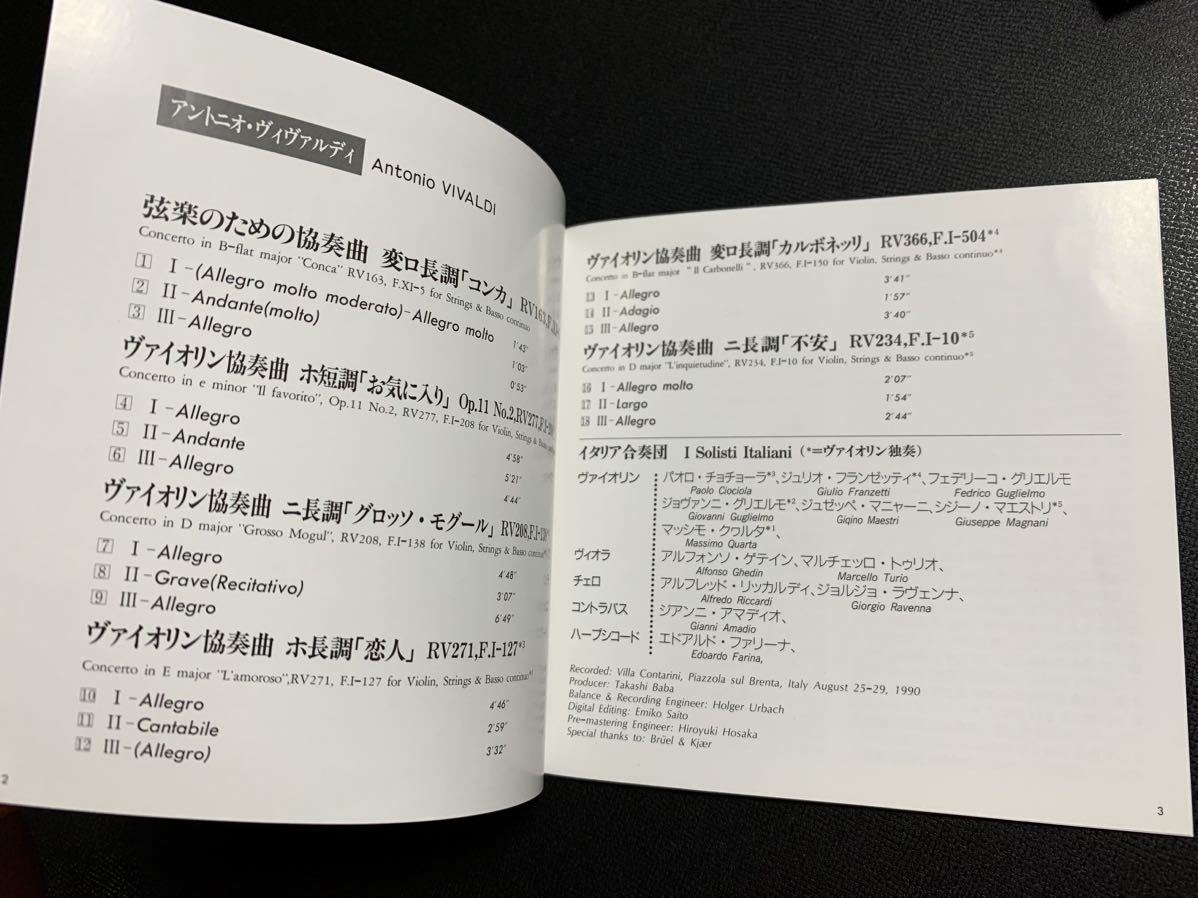 アントニオ・ヴィヴァルディ Antonio VIVALDI
弦楽のための協奏曲 変ロ長調「コンカ」 RV163,F.XI-
Concerto in B-flat major "Conca" RV163, F.XI-5 for Strings & Basso continuo
1 I-(Allegro molto moderato)-Allegro molto 1'43"
2 II-Andante(molto) 1'03"
3 III-Allegro 0'53"
ヴァイオリン協奏曲 ホ短調「お気に入り」 Op.11 No.2,RV277,F.I-
Concerto in e minor "Il favorito", Op.11 No.2, RV277, F.I-208 for Violin, Strings & Basso
4 I-Allegro 4'58"
5 II-Andante 5'21"
6 III-Allegro 4'44"
ヴァイオリン協奏曲 ニ長調「グロッソ・モグール」 RV208,F.I-138
Concerto in D major "Grosso Mogul", RV208, F.I-138 for Violin, Strings & Basso continuo
7 I-Allegro 4'48"
8 II-Grave(Recitativo) 3'07"
9 III-Allegro 6'49"
ヴァイオリン協奏曲 ホ長調「恋人」 RV271,F.I-127*3
Concerto in E major "L'amoroso",RV271, F.I-127 for Violin, Strings & Basso continuo*3
10 I-Allegro 4'46"
11 II-Cantabile 2'59"
12 III-(Allegro) 3'32"
2
ヴァイオリン協奏曲 変ロ長調「カルボネッリ」 RV366,F.I-504*4
Concerto in B-flat major " Il Carbonelli ", RV366, F.I-150 for Violin, Strings & Basso continuo*4
13 I-Allegro 3'41"
14 II-Adagio 1'57"
15 III-Allegro 3'40"
ヴァイオリン協奏曲 ニ長調「不安」 RV234,F.I-10*5
Concerto in D major "L'inquietudine", RV234, F.I-10 for Violin, Strings & Basso continuo*5
16 I-Allegro molto 2'07"
17 II-Largo 1'54"
18 III-Allegro 2'44"
イタリア合奏団 I Solisti Italiani (*=ヴァイオリン独奏)
ヴァイオリン パオロ・チョチョーラ*3、ジュリオ・フランゼッティ*4、フェデリーコ・グリエルモ
Paolo Ciociola Giulio Franzetti Fedrico Guglielmo
ジョヴァンニ・グリエルモ*2、ジュゼッペ・マニャーニ、シジーノ・マエストリ*5、
Giovanni Guglielmo Giqino Maestri Giuseppe Magnani
マッシモ・クヮルタ*1、
Massimo Quarta
ヴィオラ アルフォンソ・ゲテイン、マルチェッロ・トゥリオ、
Alfonso Ghedin Marcello Turio
チェロ アルフレッド・リッカルディ、ジョルジョ・ラヴェンナ、
Alfredo Riccardi Giorgio Ravenna
コントラバス ジアンニ・アマディオ、
Gianni Amadio
ハープシコード エドアルド・ファリーナ、
Edoardo Farina,
Recorded: Villa Contarini, Piazzola sul Brenta, Italy August 25-29, 1990
Producer: Takashi Baba
Balance & Recording Engineer: Holger Urbach
Digital Editing: Emiko Saito
Pre-mastering Engineer: Hiroyuki Hosaka
Special thanks to: Brüel & Kjær
3